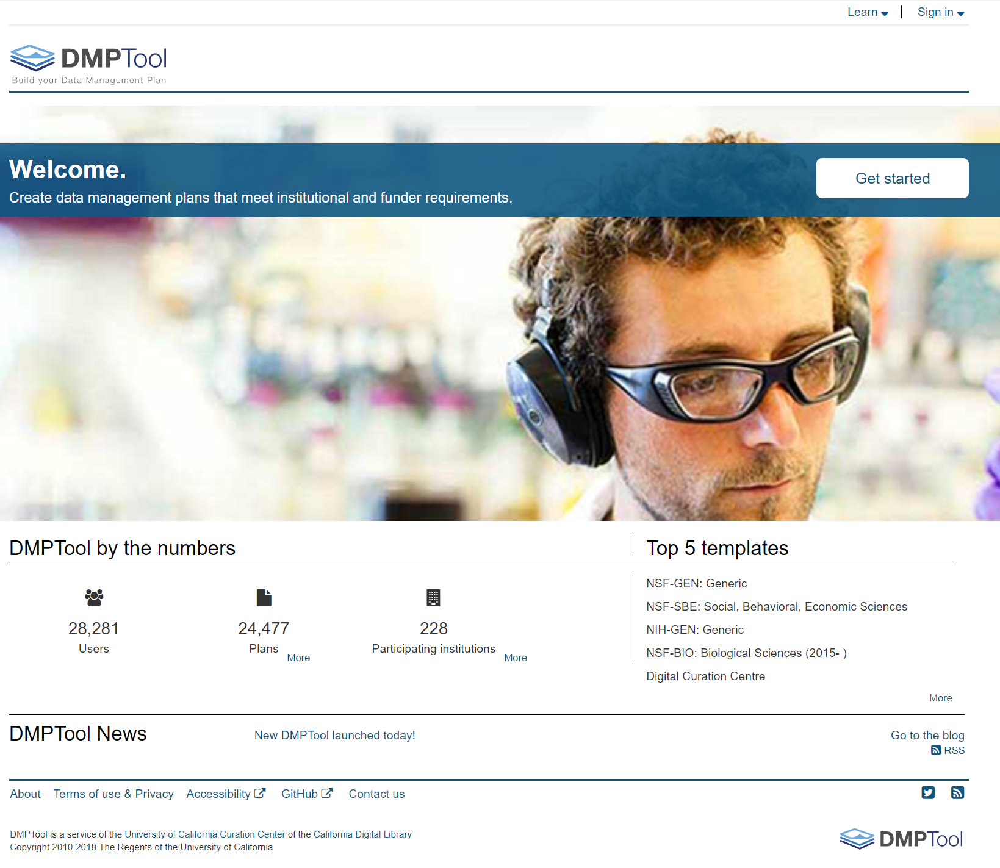 Learn
Sign in
DMPTool
Build your Data Management Plan
Welcome.
Create data management plans that meet institutional and funder requirements.
Get started
DMPTool by the numbers
28,281
Users
24,477
Plans
More
228
Participating institutions
More
Top 5 templates
NSF-GEN: Generic
NSF-SBE: Social, Behavioral, Economic Sciences
NIH-GEN: Generic
NSF-BIO: Biological Sciences (2015- )
Digital Curation Centre
More
DMPTool News
New DMPTool launched today!
Go to the blog
RSS
About
Terms of use & Privacy
Accessibility
GitHub
Contact us
DMPTool is a service of the University of California Curation Center of the California Digital Library
Copyright 2010-2018 The Regents of the University of California
DMPTool